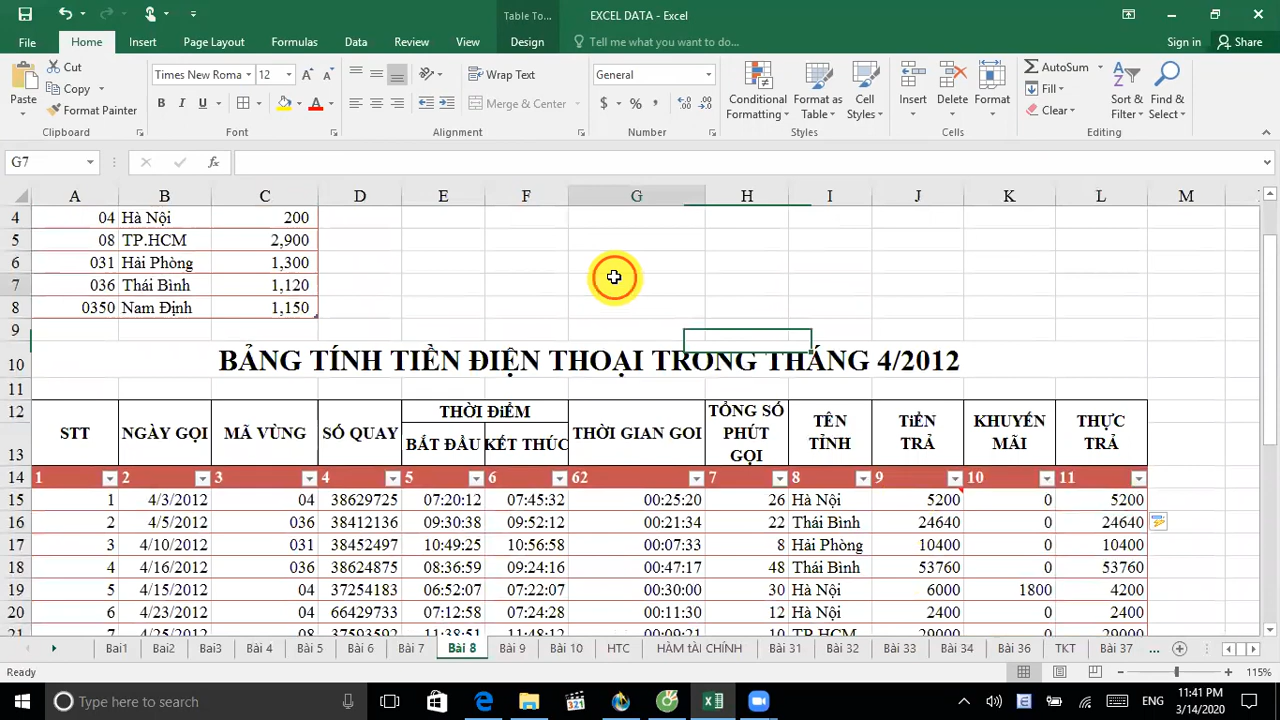 Table To...
EXCEL DATA - Excel
File Home Insert Page Layout Formulas Data Review View Design Tell me what you want to do... Sign in Share
Cut
Copy
Format Painter
Paste
Clipboard
Times New Roma 12
B I U A
Font
Wrap Text
Merge & Center
Alignment
General
$ % ,
Number
Conditional Formatting
Format as Table
Cell Styles
Styles
Insert Delete Format
Cells
AutoSum
Fill
Clear
Sort & Filter
Find & Select
Editing
G7 fx
A B C D E F G H I J K L M
4 04 Hà Nội 200
5 08 TP.HCM 2,900
6 031 Hải Phòng 1,300
7 036 Thái Bình 1,120
8 0350 Nam Định 1,150
9
10 BẢNG TÍNH TIỀN ĐIỆN THOẠI TRONG THÁNG 4/2012
11
12
13
STT NGÀY GỌI MÃ VÙNG SỐ QUAY THỜI ĐiỂM BẮT ĐẦU KẾT THÚC THỜI GIAN GOI TỔNG SỐ PHÚT GỌI TÊN TỈNH TiỀN TRẢ KHUYẾN MÃI THỰC TRẢ
14 1 2 3 4 5 6 62 7 8 9 10 11
15 1 4/3/2012 04 38629725 07:20:12 07:45:32 00:25:20 26 Hà Nội 5200 0 5200
16 2 4/5/2012 036 38412136 09:30:38 09:52:12 00:21:34 22 Thái Bình 24640 0 24640
17 3 4/10/2012 031 38452497 10:49:25 10:56:58 00:07:33 8 Hải Phòng 10400 0 10400
18 4 4/16/2012 036 38624875 08:36:59 09:24:16 00:47:17 48 Thái Bình 53760 0 53760
19 5 4/15/2012 04 37254183 06:52:07 07:22:07 00:30:00 30 Hà Nội 6000 1800 4200
20 6 4/23/2012 04 66429733 07:12:58 07:24:28 00:11:30 12 Hà Nội 2400 0 2400
21 7 4/25/2012 08 37593592 11:38:51 11:48:12 00:09:21 10 TP.HCM 29000 0 29000
Bai1 Bai2 Bai3 Bài 4 Bài 5 Bài 6 Bài 7 Bài 8 Bài 9 Bài 10 HTC HÀM tÀI CHÍNH Bài 31 Bài 32 Bài 33 Bài 34 Bài 36 TKT Bài 37 ...
Ready 115%
Type here to search
321
ENG
11:41 PM
3/14/2020